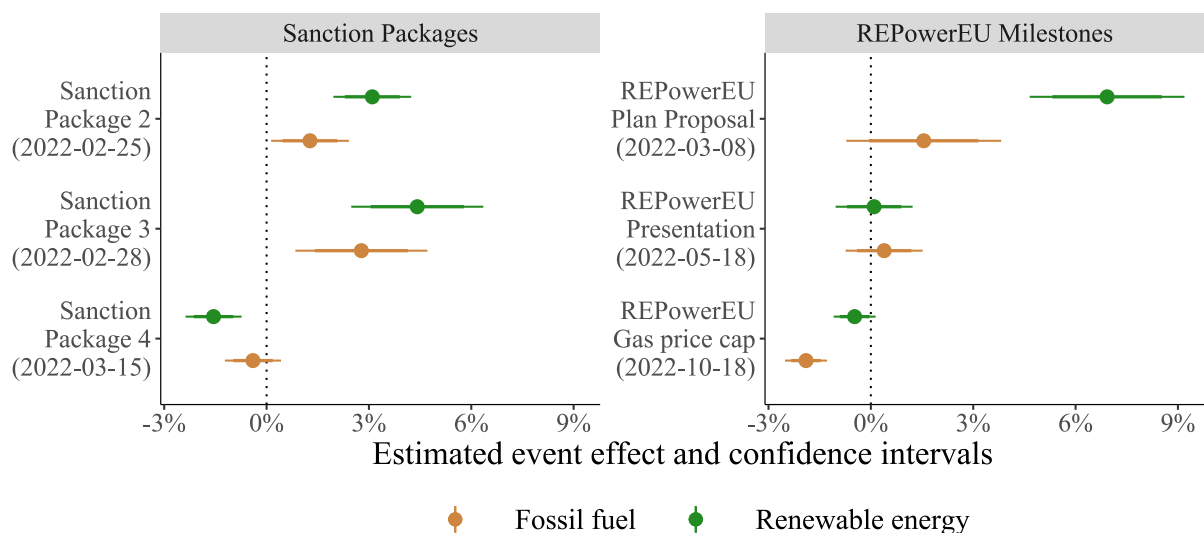 Sanction Packages
Sanction
Package 2
(2022-02-25)
Sanction
Package 3
(2022-02-28)
Sanction
Package 4
(2022-03-15)
-3%
0%
3%
6%
9%
REPowerEU Milestones
REPowerEU
Plan Proposal
(2022-03-08)
REPowerEU
Presentation
(2022-05-18)
REPowerEU
Gas price cap
(2022-10-18)
-3%
0%
3%
6%
9%
Estimated event effect and confidence intervals
Fossil fuel
Renewable energy